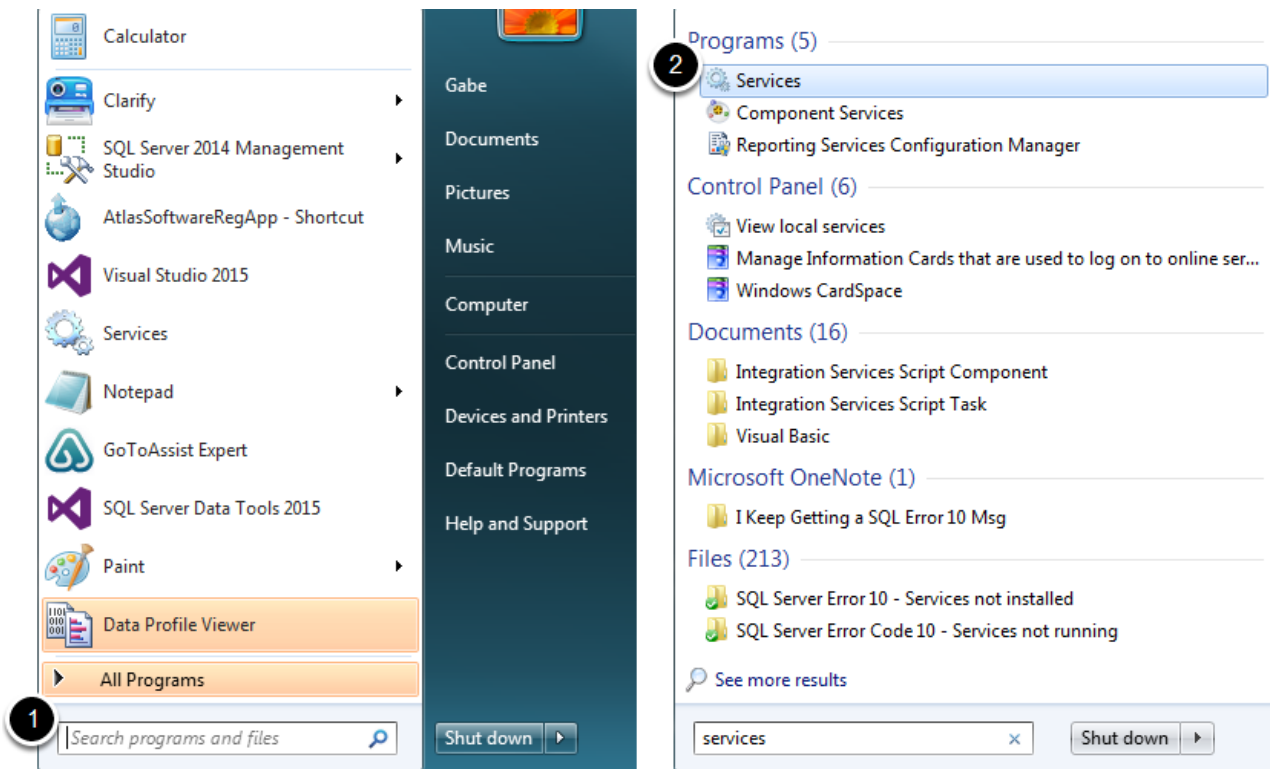 Calculator
Clarify
SQL Server 2014 Management
Studio
AtlasSoftwareRegApp - Shortcut
Visual Studio 2015
Services
Notepad
GoToAssist Expert
SQL Server Data Tools 2015
Paint
Data Profile Viewer
All Programs
1
Search programs and files
Gabe
Documents
Pictures
Music
Computer
Control Panel
Devices and Printers
Default Programs
Help and Support
Shut down
Programs (5)
2
Services
Component Services
Reporting Services Configuration Manager
Control Panel (6)
View local services
Manage Information Cards that are used to log on to online ser...
Windows CardSpace
Documents (16)
Integration Services Script Component
Integration Services Script Task
Visual Basic
Microsoft OneNote (1)
I Keep Getting a SQL Error 10 Msg
Files (213)
SQL Server Error 10 - Services not installed
SQL Server Error Code 10 - Services not running
See more results
services
Shut down